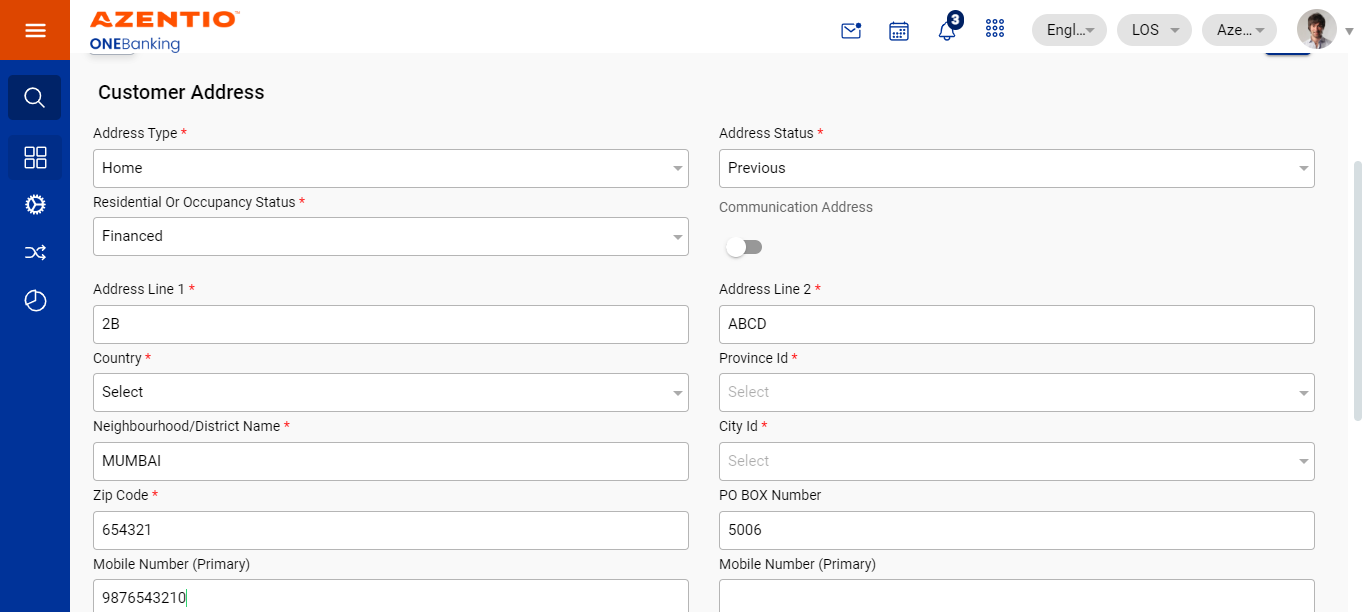 AZENTIO™
ONEBanking
3
Engl...
LOS
Aze...
Customer Address
Address Type *
Address Status *
Home
Previous
Residential Or Occupancy Status *
Communication Address
Financed
Address Line 1 *
Address Line 2 *
2B
ABCD
Country *
Province Id *
Select
Select
Neighbourhood/District Name *
City Id *
MUMBAI
Select
Zip Code *
PO BOX Number
654321
5006
Mobile Number (Primary)
Mobile Number (Primary)
9876543210